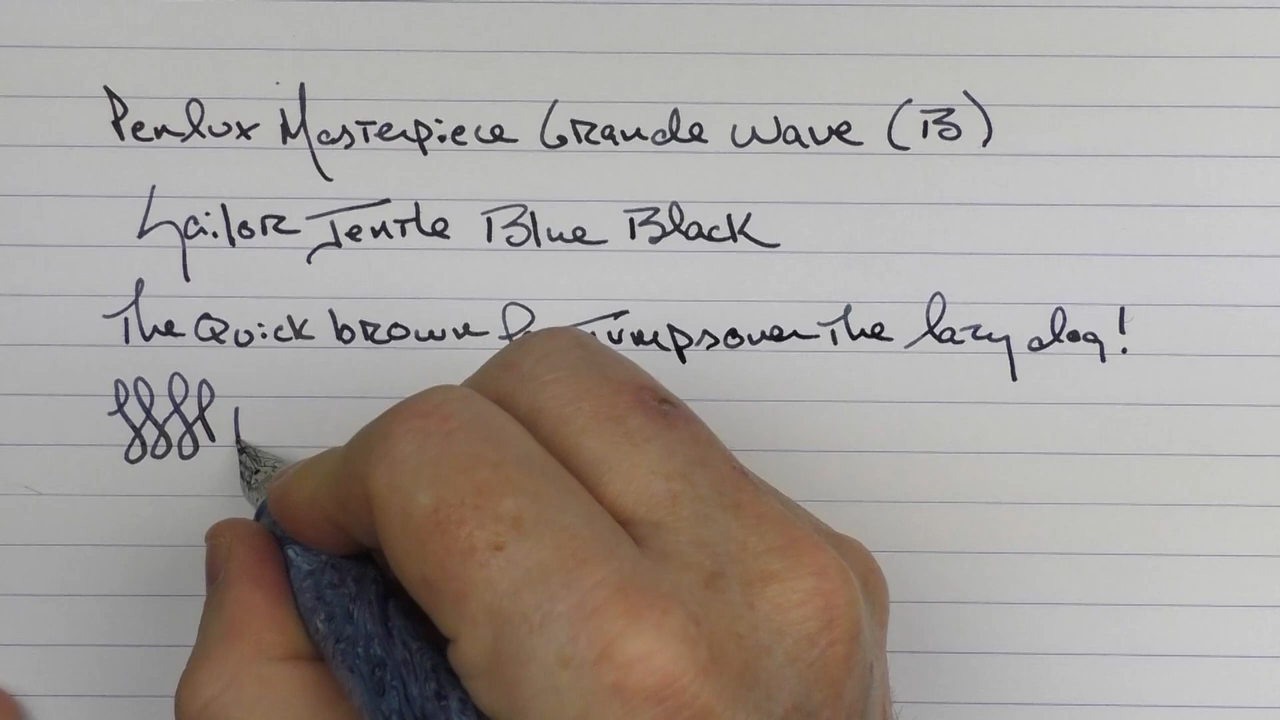 Penlux Masterpiece Grande Wave (B)
Sailor Jentle Blue Black
The Quick brown Jumps over The lazy dog!